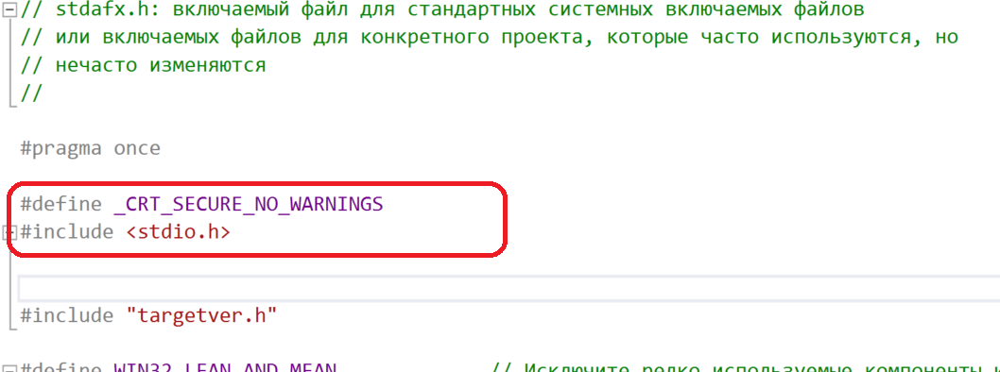 // stdafx.h: включаемый файл для стандартных системных включаемых файлов
// или включаемых файлов для конкретного проекта, которые часто используются, но
// нечасто изменяются
//
#pragma once
#define _CRT_SECURE_NO_WARNINGS
#include <stdio.h>
#include "targetver.h"
#define WIN32_LEAN_AND_MEAN // Исключите редко используемые компоненты